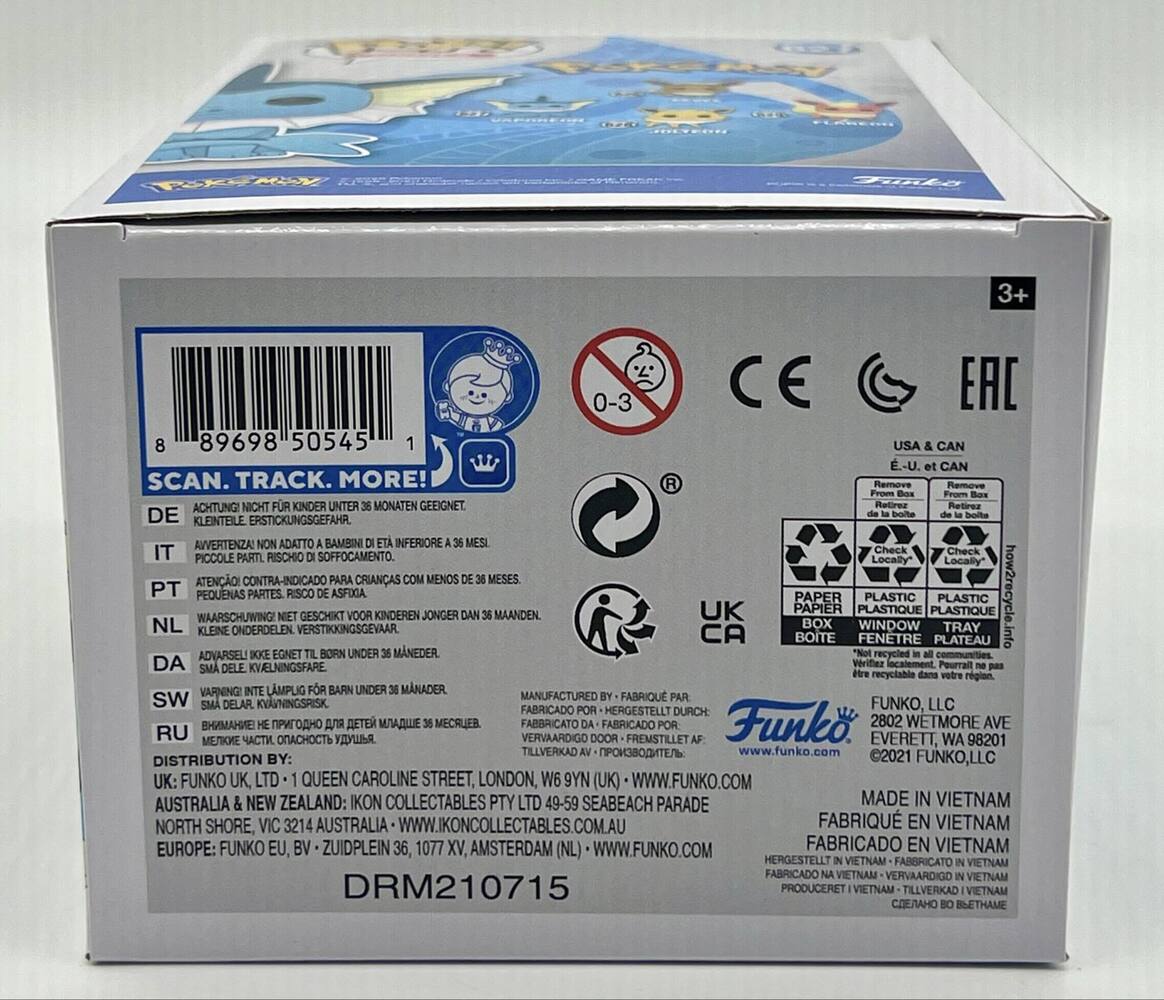 POKÉMON
VAPOREON
JOLTEON
FLAREON
POKÉMON
Funko
3+
0-3
CE
EAC
8 89698 50545 1
SCAN. TRACK. MORE!
™
®
USA & CAN
É.-U. et CAN
Remove From Box
Retirez de la boîte
Remove From Box
Retirez de la boîte
Check Locally*
Check Locally*
PAPER PAPIER
PLASTIC PLASTIQUE
PLASTIC PLASTIQUE
BOX BOÎTE
WINDOW FENÊTRE
TRAY PLATEAU
how2recycle.info
*Not recycled in all communities.
Vérifiez localement. Pourrait ne pas
être recyclable dans votre région.
DE ACHTUNG! NICHT FÜR KINDER UNTER 36 MONATEN GEEIGNET.
KLEINTEILE. ERSTICKUNGSGEFAHR.
IT AVVERTENZA! NON ADATTO A BAMBINI DI ETÀ INFERIORE A 36 MESI.
PICCOLE PARTI. RISCHIO DI SOFFOCAMENTO.
PT ATENÇÃO! CONTRA-INDICADO PARA CRIANÇAS COM MENOS DE 36 MESES.
PEQUENAS PARTES. RISCO DE ASFIXIA.
NL WAARSCHUWING! NIET GESCHIKT VOOR KINDEREN JONGER DAN 36 MAANDEN.
KLEINE ONDERDELEN. VERSTIKKINGSGEVAAR.
DA ADVARSEL! IKKE EGNET TIL BØRN UNDER 36 MÅNEDER.
SMÅ DELE. KVÆLNINGSFARE.
SW VARNING! INTE LÄMPLIG FÖR BARN UNDER 36 MÅNADER.
SMÅ DELAR. KVÄVNINGSRISK.
RU ВНИМАНИЕ! НЕ ПРИГОДНО ДЛЯ ДЕТЕЙ МЛАДШЕ 36 МЕСЯЦЕВ.
МЕЛКИЕ ЧАСТИ. ОПАСНОСТЬ УДУШЬЯ.
UK
CA
MANUFACTURED BY • FABRIQUÉ PAR:
FABRICADO POR • HERGESTELLT DURCH:
FABBRICATO DA • FABRICADO POR:
VERVAARDIGD DOOR • FREMSTILLET AF:
TILLVERKAD AV • ПРОИЗВОДИТЕЛЬ:
Funko
www.funko.com
FUNKO, LLC
2802 WETMORE AVE
EVERETT, WA 98201
©2021 FUNKO,LLC
DISTRIBUTION BY:
UK: FUNKO UK, LTD • 1 QUEEN CAROLINE STREET, LONDON, W6 9YN (UK) • WWW.FUNKO.COM
AUSTRALIA & NEW ZEALAND: IKON COLLECTABLES PTY LTD 49-59 SEABEACH PARADE
NORTH SHORE, VIC 3214 AUSTRALIA • WWW.IKONCOLLECTABLES.COM.AU
EUROPE: FUNKO EU, BV • ZUIDPLEIN 36, 1077 XV, AMSTERDAM (NL) • WWW.FUNKO.COM
DRM210715
MADE IN VIETNAM
FABRIQUÉ EN VIETNAM
FABRICADO EN VIETNAM
HERGESTELLT IN VIETNAM • FABBRICATO IN VIETNAM
FABRICADO NA VIETNAM • VERVAARDIGD IN VIETNAM
PRODUCERET I VIETNAM • TILLVERKAD I VIETNAM
СДЕЛАНО ВО ВЬЕТНАМЕ